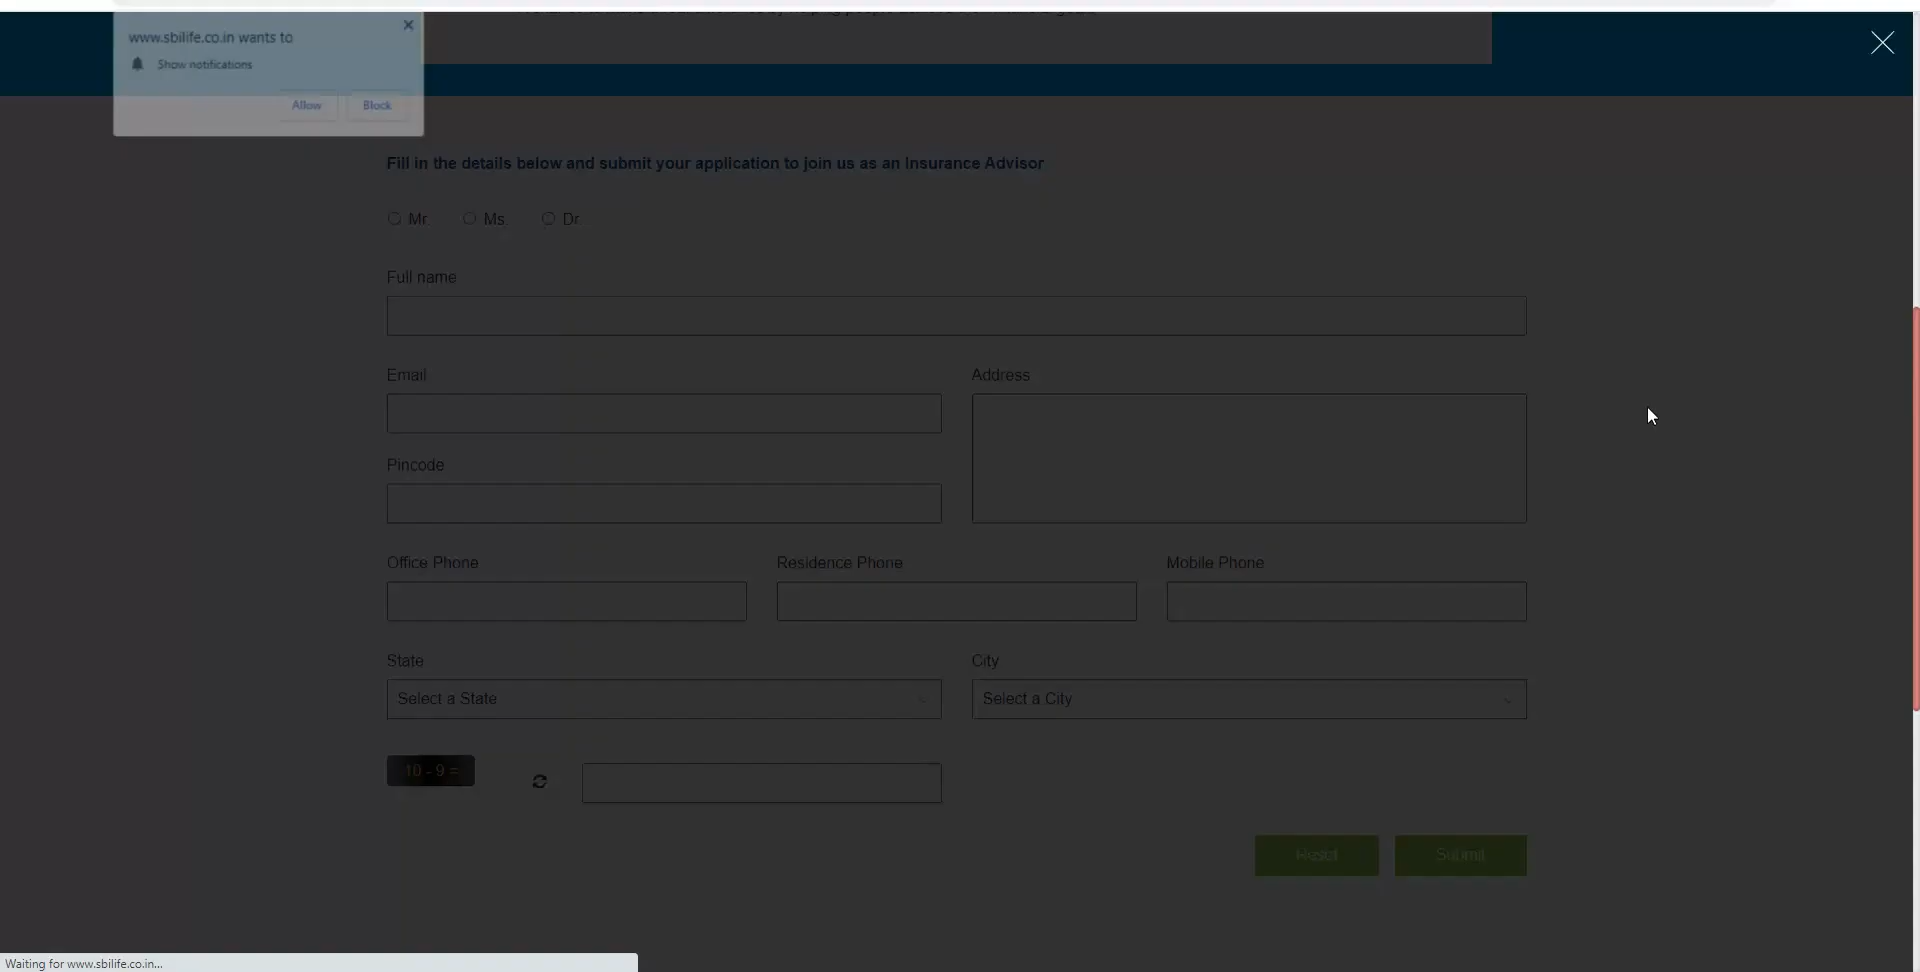 www.sbilife.co.in wants to
Show notifications
Allow Block
Fill in the details below and submit your application to join us as an Insurance Advisor
Mr. Ms. Dr.
Full name
Email Address
Pincode
Office Phone Residence Phone Mobile Phone
State City
Select a State Select a City
10 - 9 =
Reset Submit
Waiting for www.sbilife.co.in...